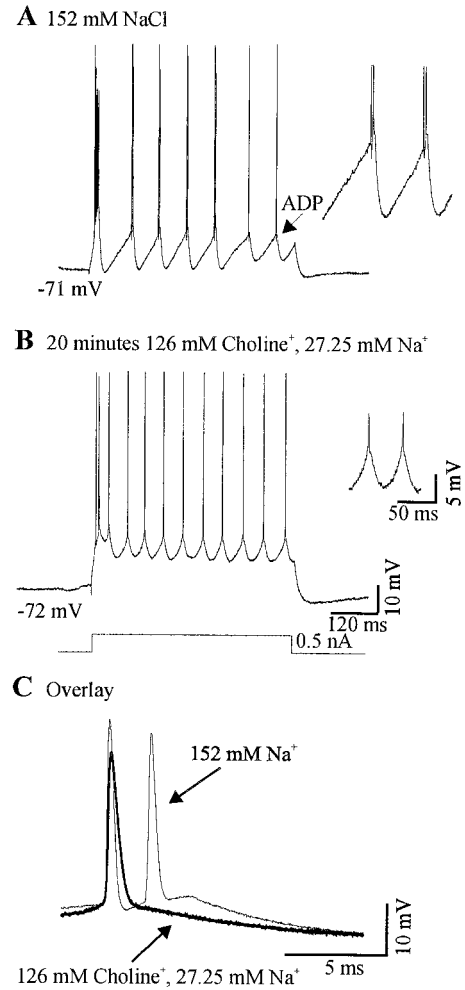 A 152 mM NaCl
ADP
-71 mV
B 20 minutes 126 mM Choline⁺, 27.25 mM Na⁺
5 mV
50 ms
10 mV
-72 mV
120 ms
0.5 nA
C Overlay
152 mM Na⁺
10 mV
5 ms
126 mM Choline⁺, 27.25 mM Na⁺